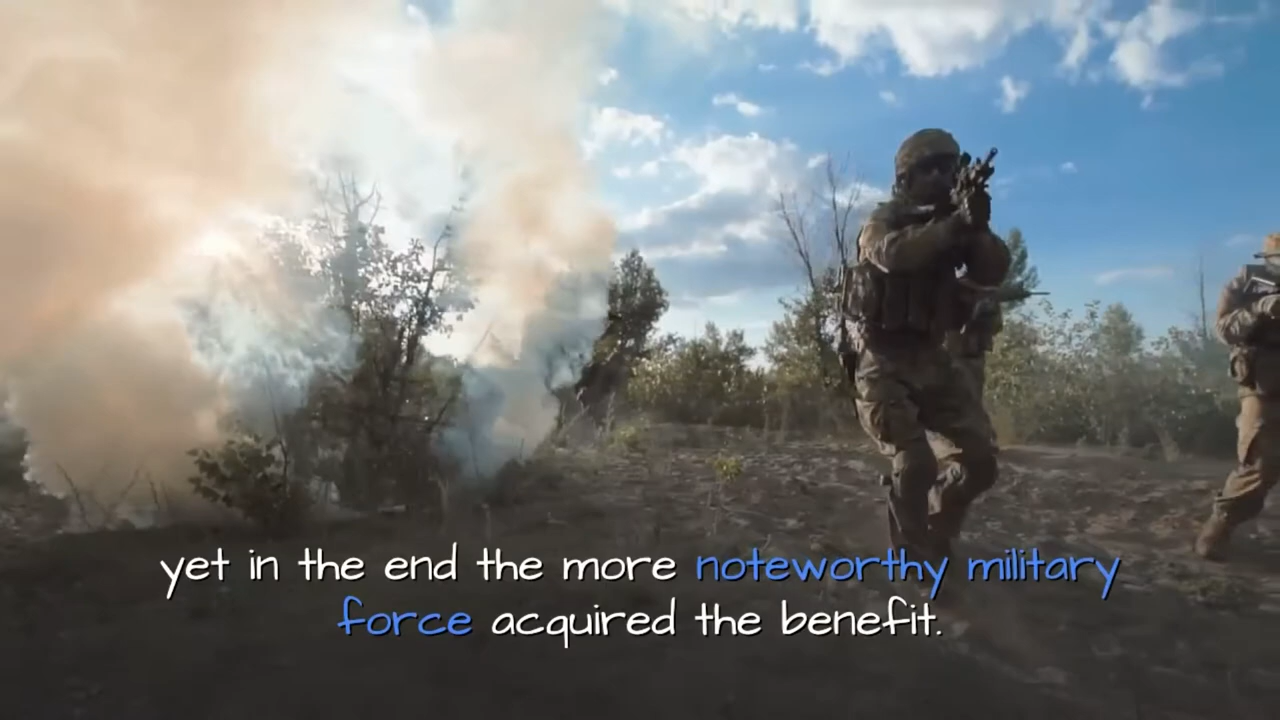 yet in the end the more noteworthy military
force acquired the benefit.